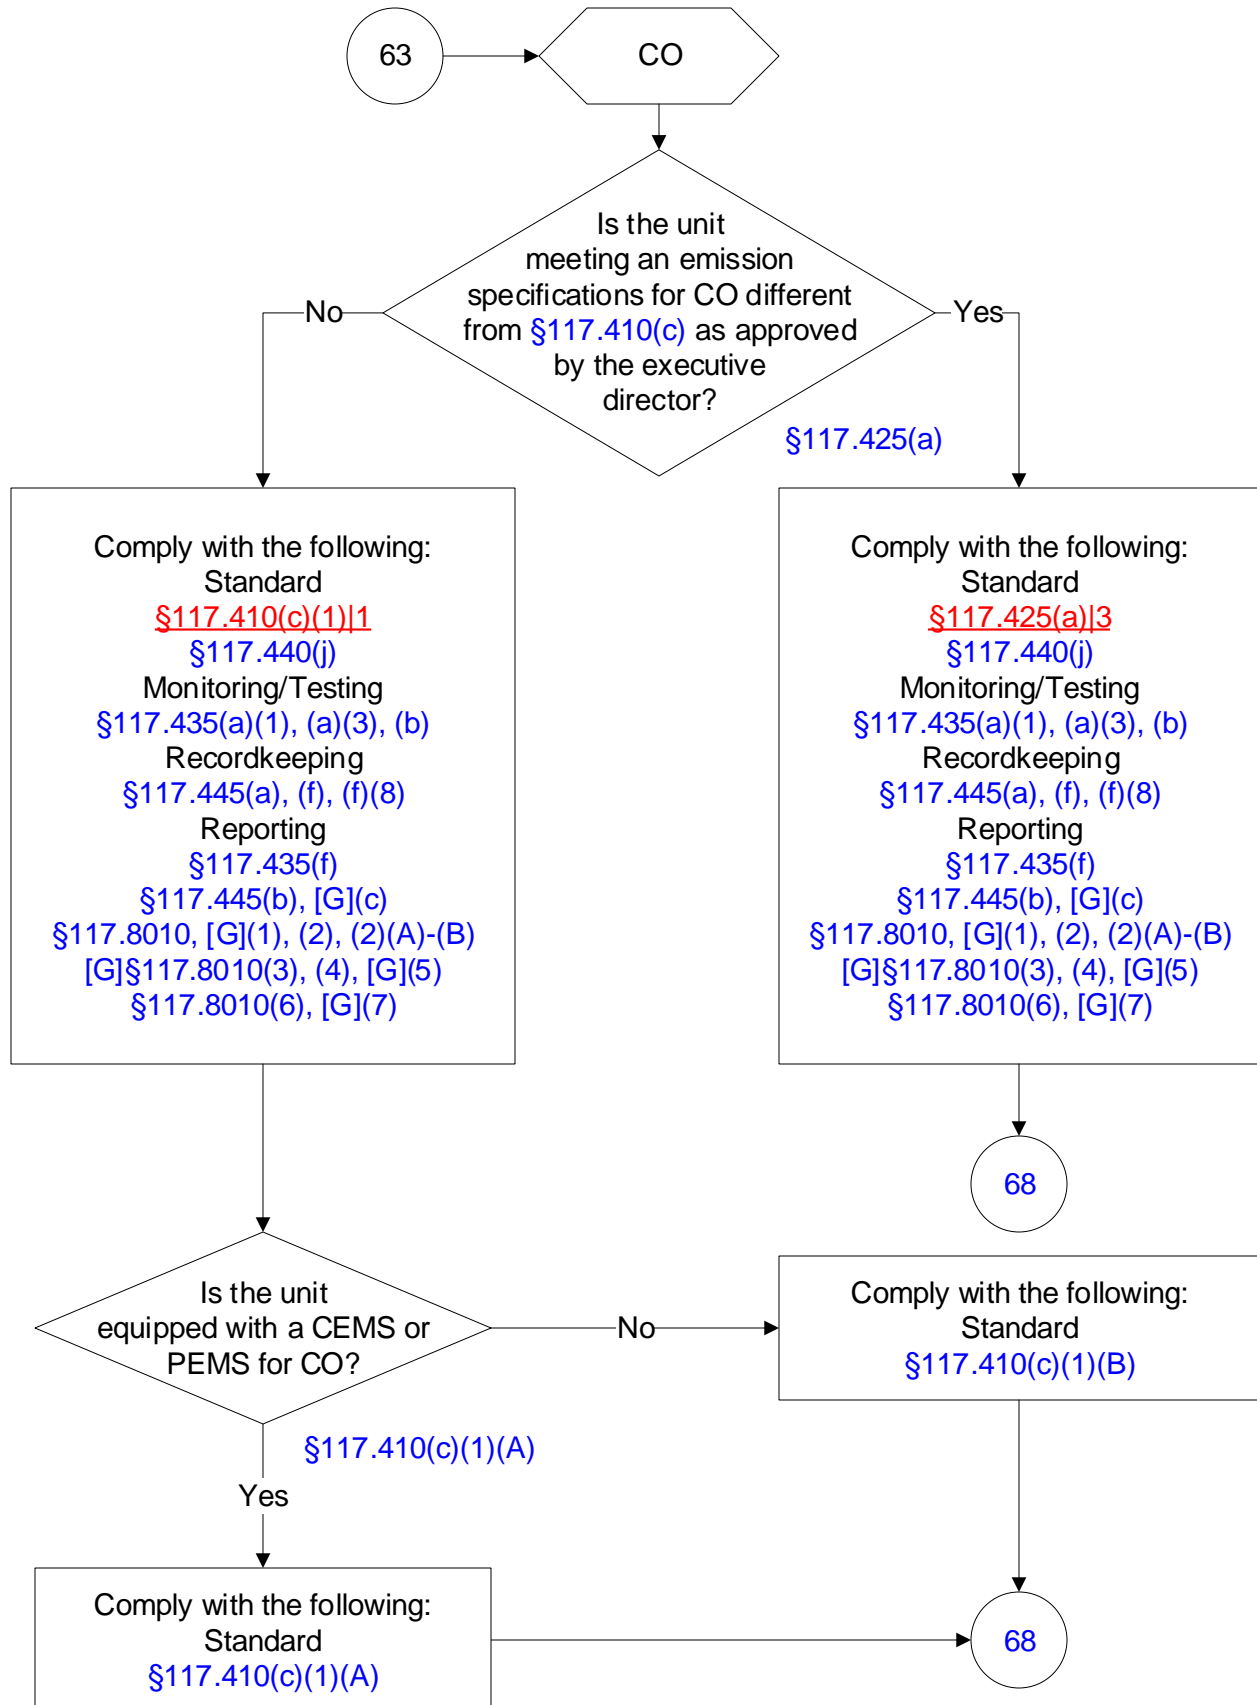 63
CO
Is the unit
meeting an emission
specifications for CO different
from §117.410(c) as approved
by the executive
director?
No
Yes
§117.425(a)
Comply with the following:
Standard
§117.410(c)(1)|1
§117.440(j)
Monitoring/Testing
§117.435(a)(1), (a)(3), (b)
Recordkeeping
§117.445(a), (f), (f)(8)
Reporting
§117.435(f)
§117.445(b), [G](c)
§117.8010, [G](1), (2), (2)(A)-(B)
[G]§117.8010(3), (4), [G](5)
§117.8010(6), [G](7)
Comply with the following:
Standard
§117.425(a)|3
§117.440(j)
Monitoring/Testing
§117.435(a)(1), (a)(3), (b)
Recordkeeping
§117.445(a), (f), (f)(8)
Reporting
§117.435(f)
§117.445(b), [G](c)
§117.8010, [G](1), (2), (2)(A)-(B)
[G]§117.8010(3), (4), [G](5)
§117.8010(6), [G](7)
68
Is the unit
equipped with a CEMS or
PEMS for CO?
No
Comply with the following:
Standard
§117.410(c)(1)(B)
§117.410(c)(1)(A)
Yes
Comply with the following:
Standard
§117.410(c)(1)(A)
68